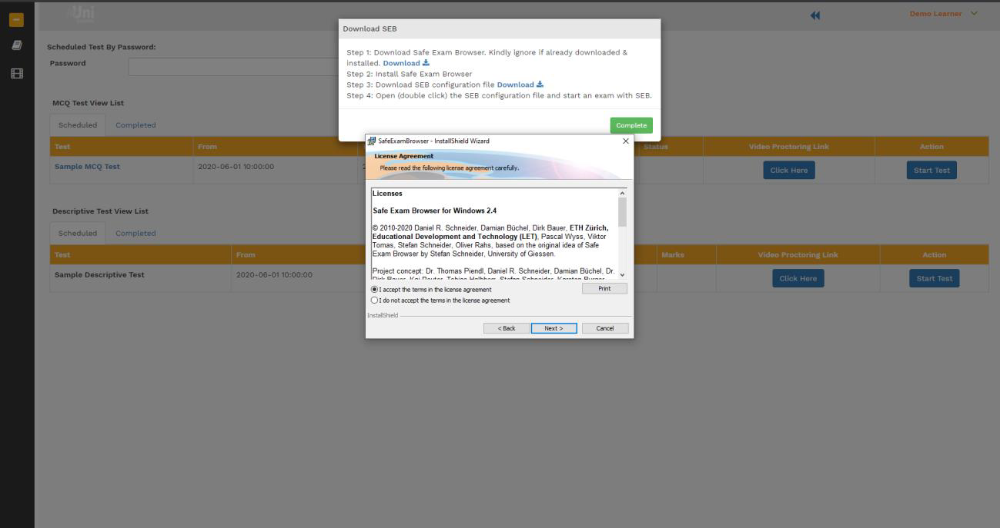 Uni
Demo Learner
Download SEB
Step 1: Download Safe Exam Browser. Kindly ignore if already downloaded &
installed. Download
Step 2: Install Safe Exam Browser
Step 3: Download SEB configuration file Download
Step 4: Open (double click) the SEB configuration file and start an exam with SEB.
Complete
Scheduled Test By Password:
Password
MCQ Test View List
Scheduled Completed
Test From Status Video Proctoring Link Action
Sample MCQ Test 2020-06-01 10:00:00 2 Click Here Start Test
Descriptive Test View List
Scheduled Completed
Test From Marks Video Proctoring Link Action
Sample Descriptive Test 2020-06-01 10:00:00 Click Here Start Test
SafeExamBrowser - InstallShield Wizard
License Agreement
Please read the following license agreement carefully.
Licenses
Safe Exam Browser for Windows 2.4
© 2010-2020 Daniel R. Schneider, Damian Büchel, Dirk Bauer, ETH Zürich,
Educational Development and Technology (LET), Pascal Wyss, Viktor
Tomas, Stefan Schneider, Oliver Rahs, based on the original idea of Safe
Exam Browser by Stefan Schneider, University of Giessen.
Project concept: Dr. Thomas Piendl, Daniel R. Schneider, Damian Büchel, Dr.
Dirk Bauer, Kai Reuter, Tobias Halbherr, Stefan Schneider, Karsten Burger,
I accept the terms in the license agreement
Print
I do not accept the terms in the license agreement
InstallShield
< Back Next > Cancel